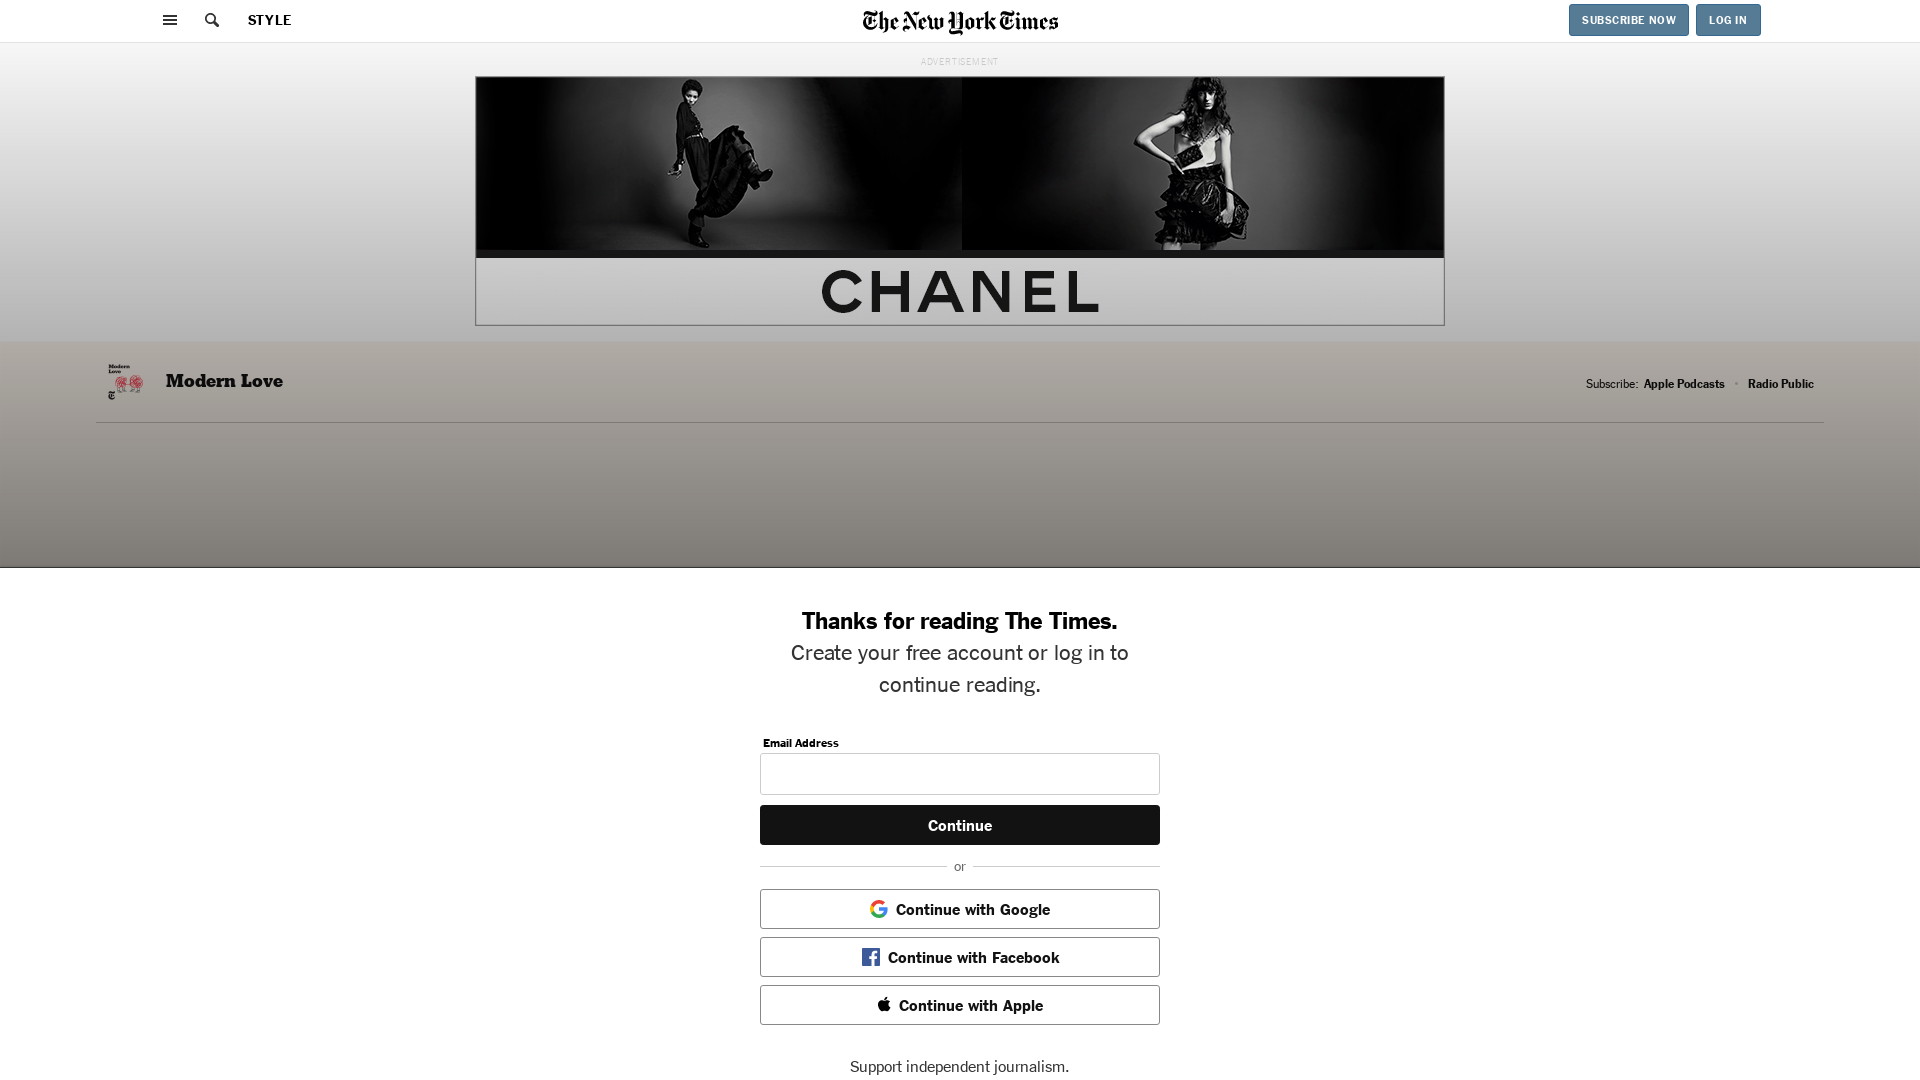 STYLE
The New York Times
SUBSCRIBE NOW
LOG IN
ADVERTISEMENT
CHANEL
Modern
Love
Modern Love
Subscribe: Apple Podcasts • Radio Public
Thanks for reading The Times.
Create your free account or log in to
continue reading.
Email Address
Continue
or
Continue with Google
Continue with Facebook
Continue with Apple
Support independent journalism.